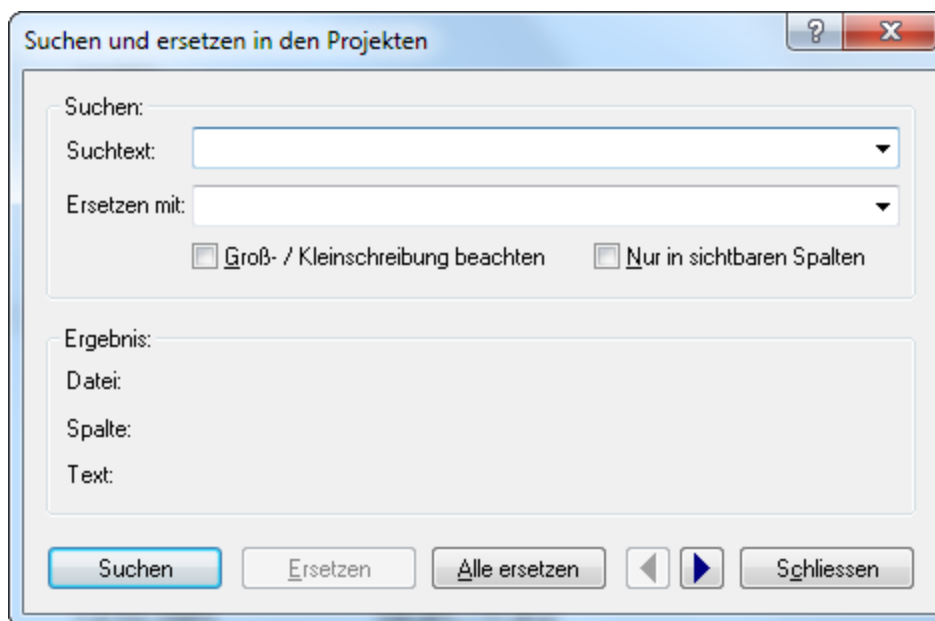 Suchen und ersetzen in den Projekten
Suchen:
Suchtext:
Ersetzen mit:
Groß- / Kleinschreibung beachten Nur in sichtbaren Spalten
Ergebnis:
Datei:
Spalte:
Text:
Suchen Ersetzen Alle ersetzen Schliessen